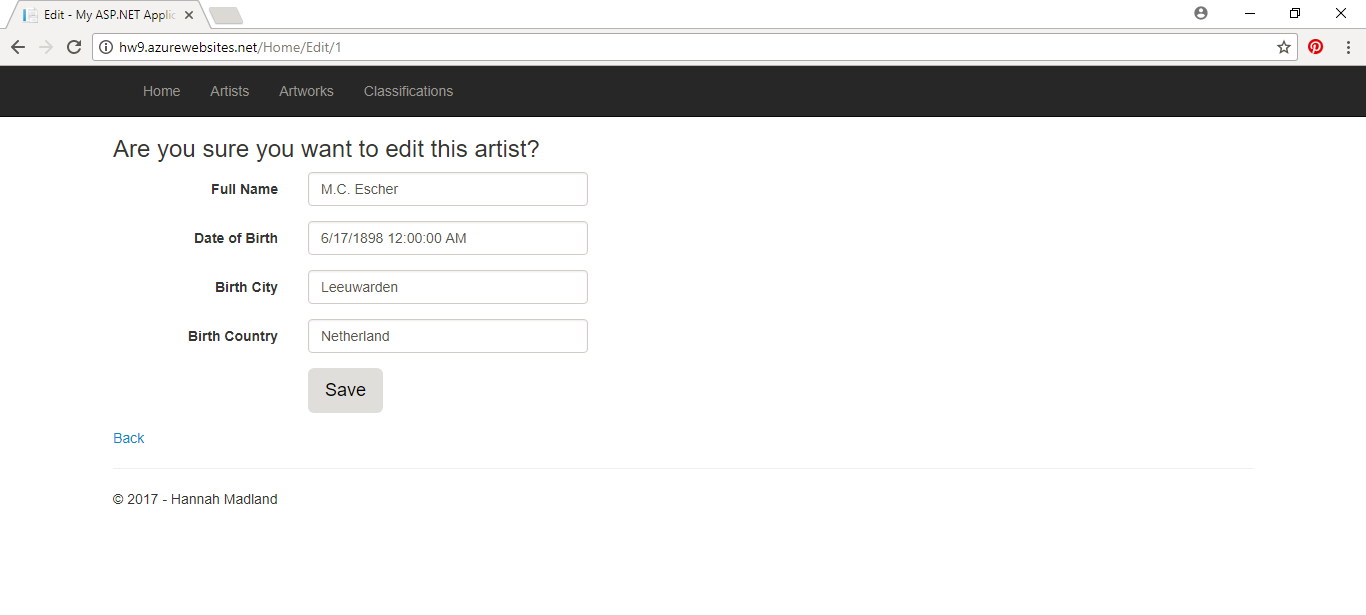 Edit - My ASP.NET Applic
hw9.azurewebsites.net/Home/Edit/1
Home Artists Artworks Classifications
Are you sure you want to edit this artist?
Full Name M.C. Escher
Date of Birth 6/17/1898 12:00:00 AM
Birth City Leeuwarden
Birth Country Netherland
Save
Back
© 2017 - Hannah Madland